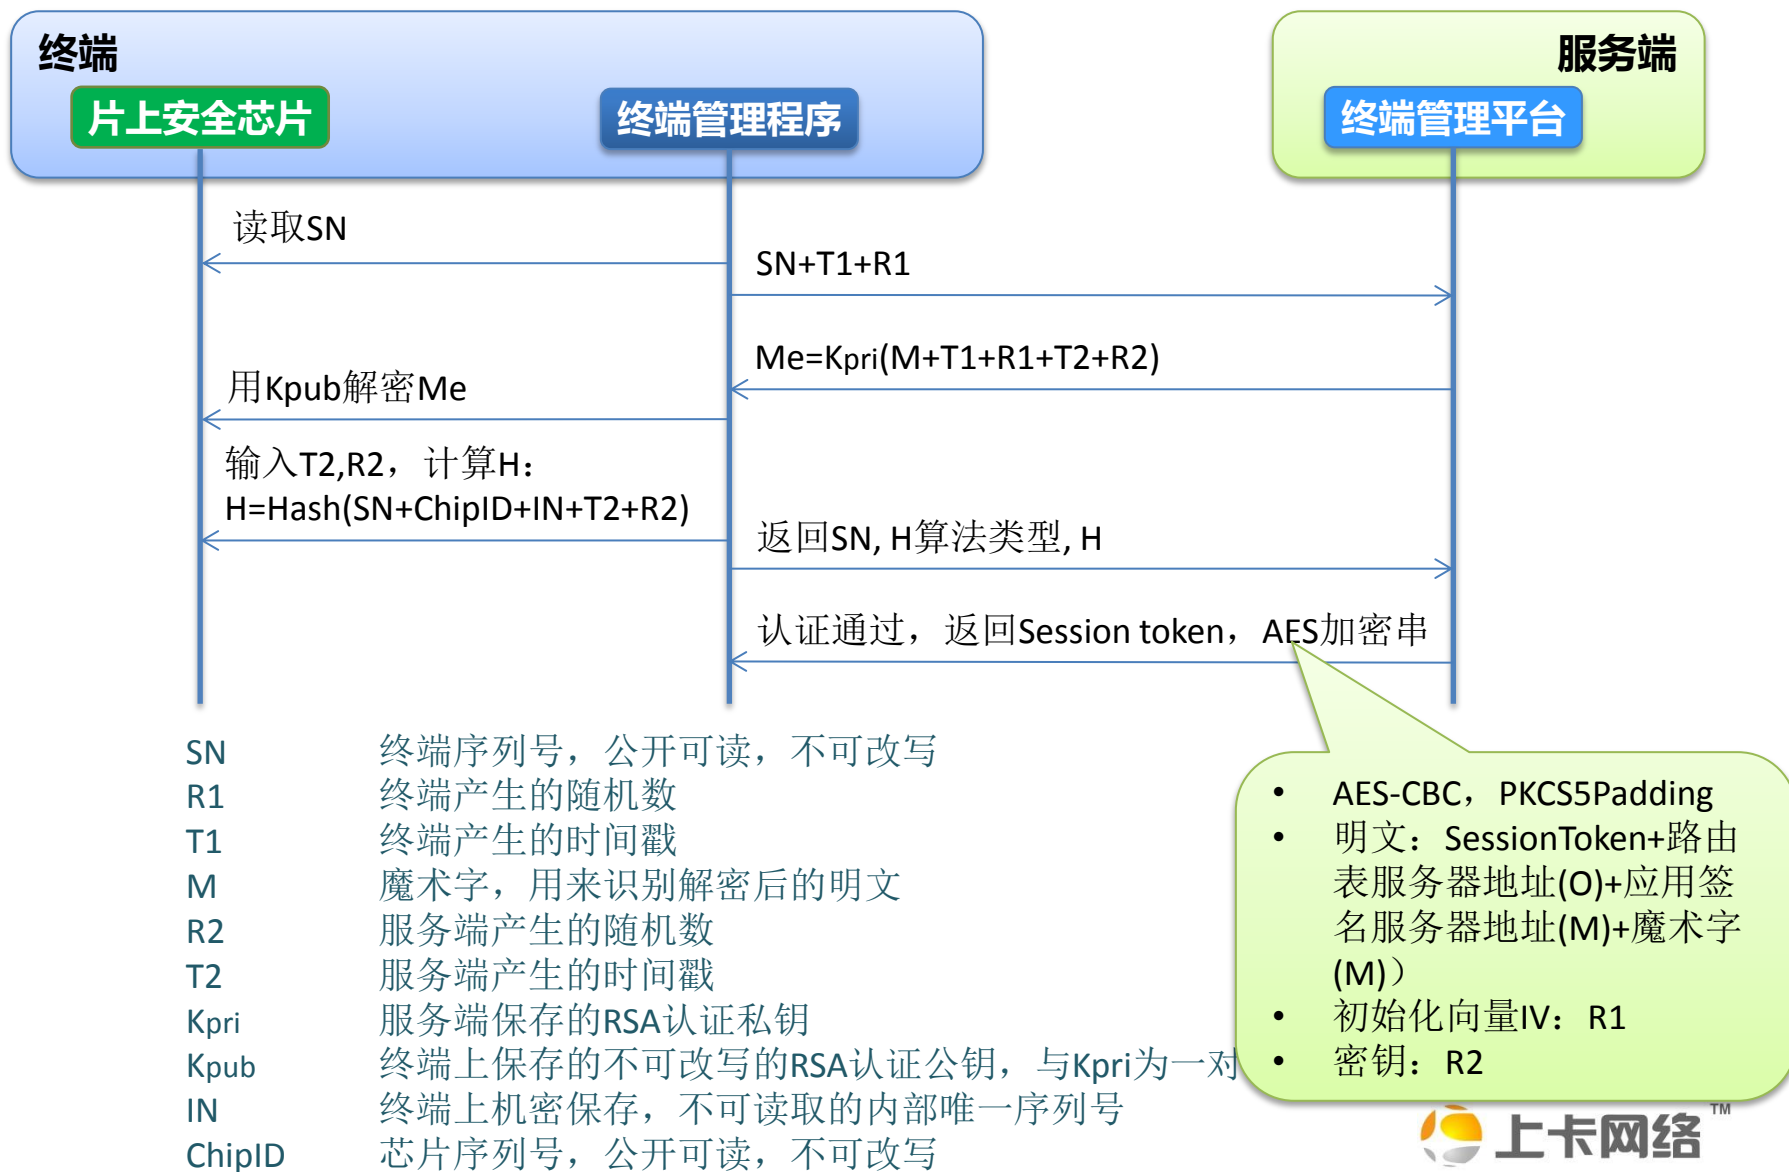 终端
服务端
片上安全芯片
终端管理程序
终端管理平台
读取SN
SN+T1+R1
Me=Kpri(M+T1+R1+T2+R2)
用Kpub解密Me
输入T2,R2，计算H：
H=Hash(SN+ChipID+IN+T2+R2)
返回SN, H算法类型, H
认证通过，返回Session token，AES加密串
SN 终端序列号，公开可读，不可改写
R1 终端产生的随机数
T1 终端产生的时间戳
M 魔术字，用来识别解密后的明文
R2 服务端产生的随机数
T2 服务端产生的时间戳
Kpri 服务端保存的RSA认证私钥
Kpub 终端上保存的不可改写的RSA认证公钥，与Kpri为一对
IN 终端上机密保存，不可读取的内部唯一序列号
ChipID 芯片序列号，公开可读，不可改写
• AES-CBC，PKCS5Padding
• 明文：SessionToken+路由
表服务器地址(O)+应用签
名服务器地址(M)+魔术字
(M)）
• 初始化向量IV：R1
• 密钥：R2
上卡网络™